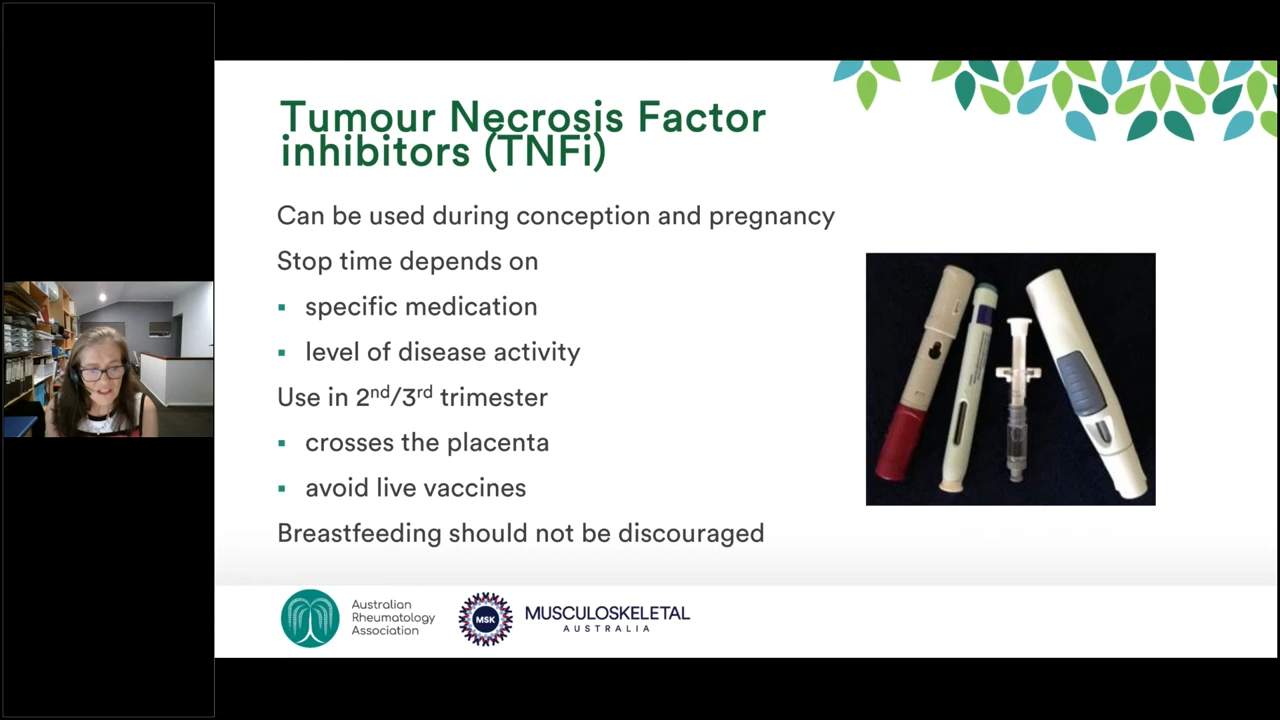 Tumour Necrosis Factor
inhibitors (TNFi)
Can be used during conception and pregnancy
Stop time depends on
▪ specific medication
▪ level of disease activity
Use in 2nd/3rd trimester
▪ crosses the placenta
▪ avoid live vaccines
Breastfeeding should not be discouraged
Australian
Rheumatology
Association
MSK
MUSCULOSKELETAL
AUSTRALIA